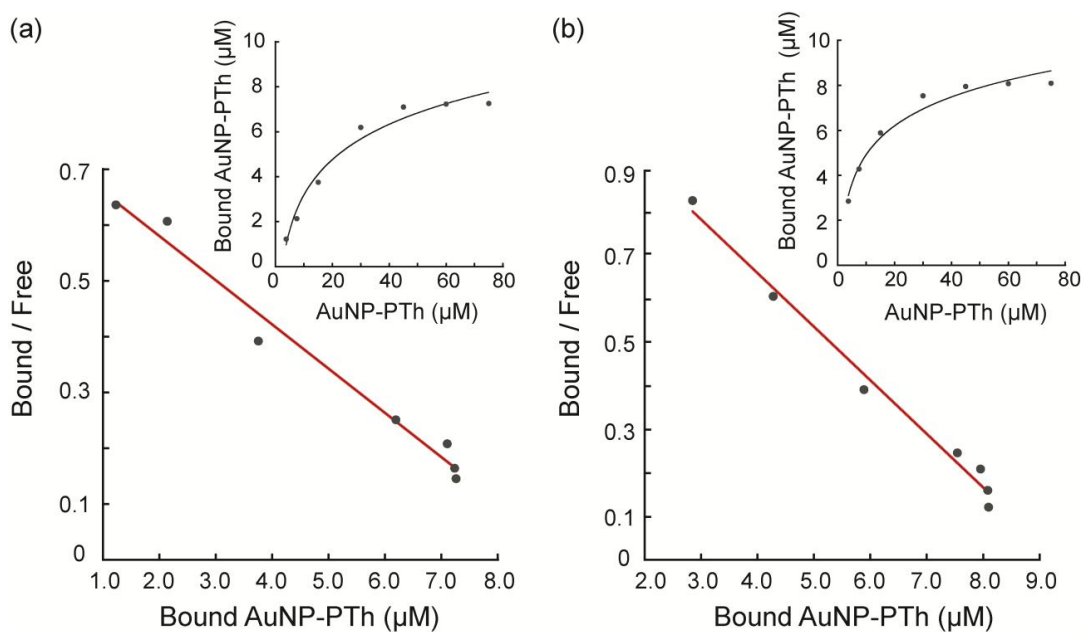 (a)
Bound AuNP-PTh (μM)
10
8
6
4
2
0
0 20 40 60 80
AuNP-PTh (μM)
Bound / Free
0.7
0.5
0.3
0.1
0
1.0 2.0 3.0 4.0 5.0 6.0 7.0 8.0
Bound AuNP-PTh (μM)
(b)
Bound AuNP-PTh (μM)
10
8
6
4
2
0
0 20 40 60 80
AuNP-PTh (μM)
Bound / Free
0.9
0.7
0.5
0.3
0.1
0
2.0 3.0 4.0 5.0 6.0 7.0 8.0 9.0
Bound AuNP-PTh (μM)